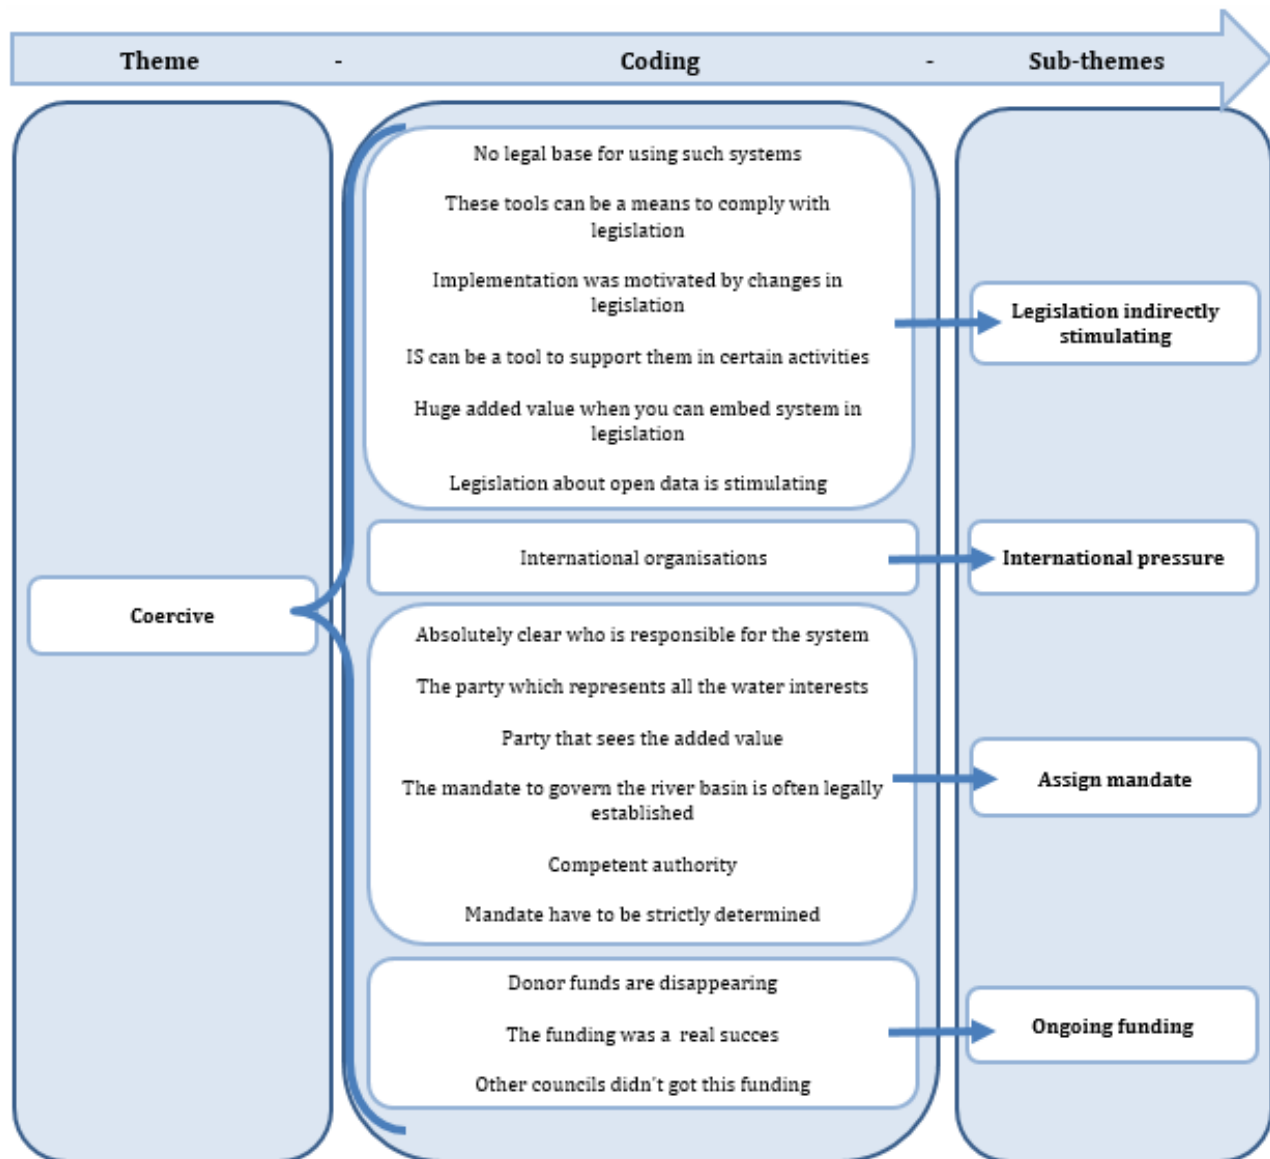 Theme - Coding - Sub-themes
No legal base for using such systems
These tools can be a means to comply with
legislation
Implementation was motivated by changes in
legislation
IS can be a tool to support them in certain activities
Huge added value when you can embed system in
legislation
Legislation about open data is stimulating
Legislation indirectly
stimulating
International organisations
International pressure
Coercive
Absolutely clear who is responsible for the system
The party which represents all the water interests
Party that sees the added value
The mandate to govern the river basin is often legally
established
Competent authority
Mandate have to be strictly determined
Assign mandate
Donor funds are disappearing
The funding was a real succes
Other councils didn't got this funding
Ongoing funding